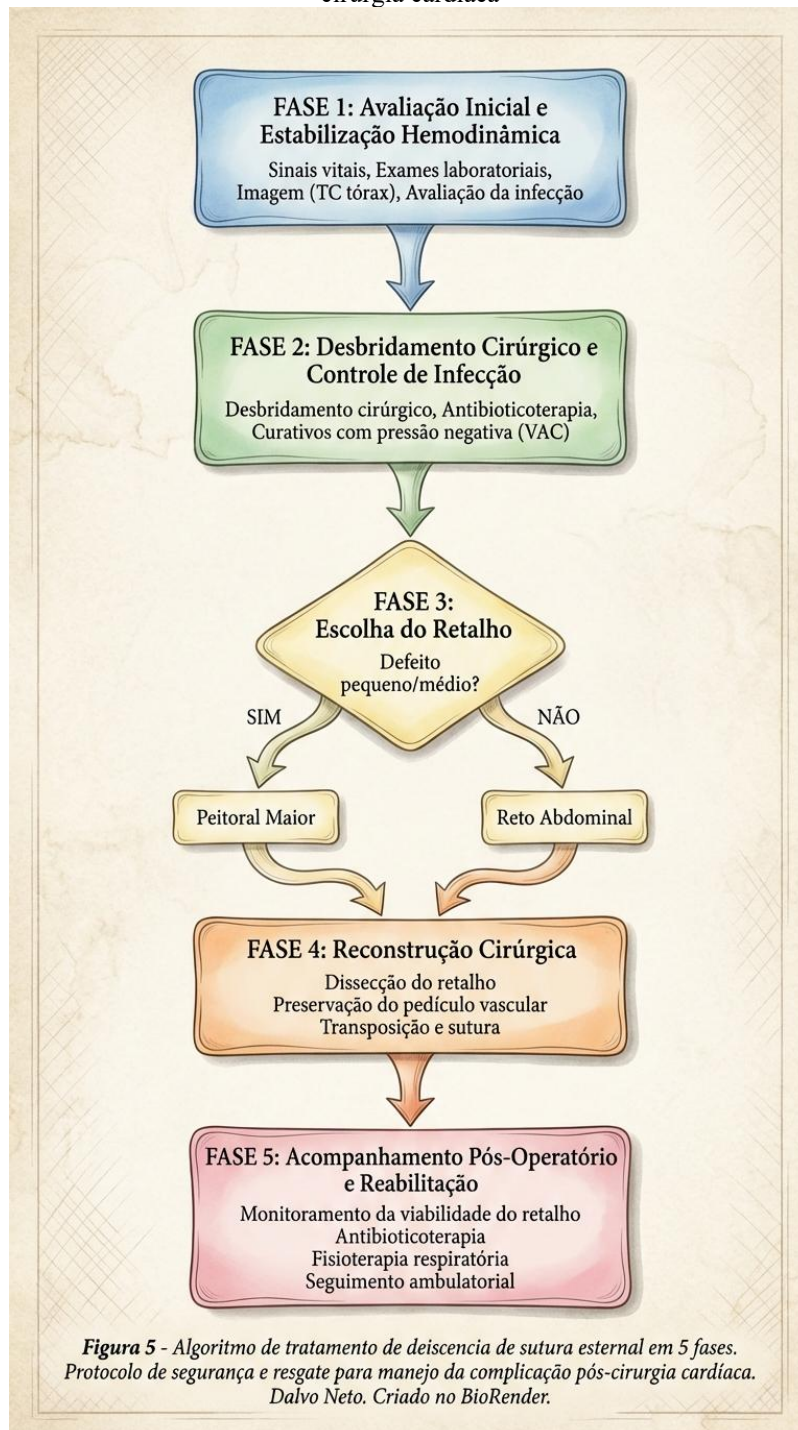 cirurgia cardíaca
FASE 1: Avaliação Inicial e
Estabilização Hemodinâmica
Sinais vitais, Exames laboratoriais,
Imagem (TC tórax), Avaliação da infecção
FASE 2: Desbridamento Cirúrgico e
Controle de Infecção
Desbridamento cirúrgico, Antibioticoterapia,
Curativos com pressão negativa (VAC)
FASE 3:
Escolha do Retalho
Defeito
pequeno/médio?
SIM
NÃO
Peitoral Maior
Reto Abdominal
FASE 4: Reconstrução Cirúrgica
Dissecção do retalho
Preservação do pedículo vascular
Transposição e sutura
FASE 5: Acompanhamento Pós-Operatório
e Reabilitação
Monitoramento da viabilidade do retalho
Antibioticoterapia
Fisioterapia respiratória
Seguimento ambulatorial
Figura 5 - Algoritmo de tratamento de deiscencia de sutura esternal em 5 fases.
Protocolo de segurança e resgate para manejo da complicação pós-cirurgia cardíaca.
Dalvo Neto. Criado no BioRender.